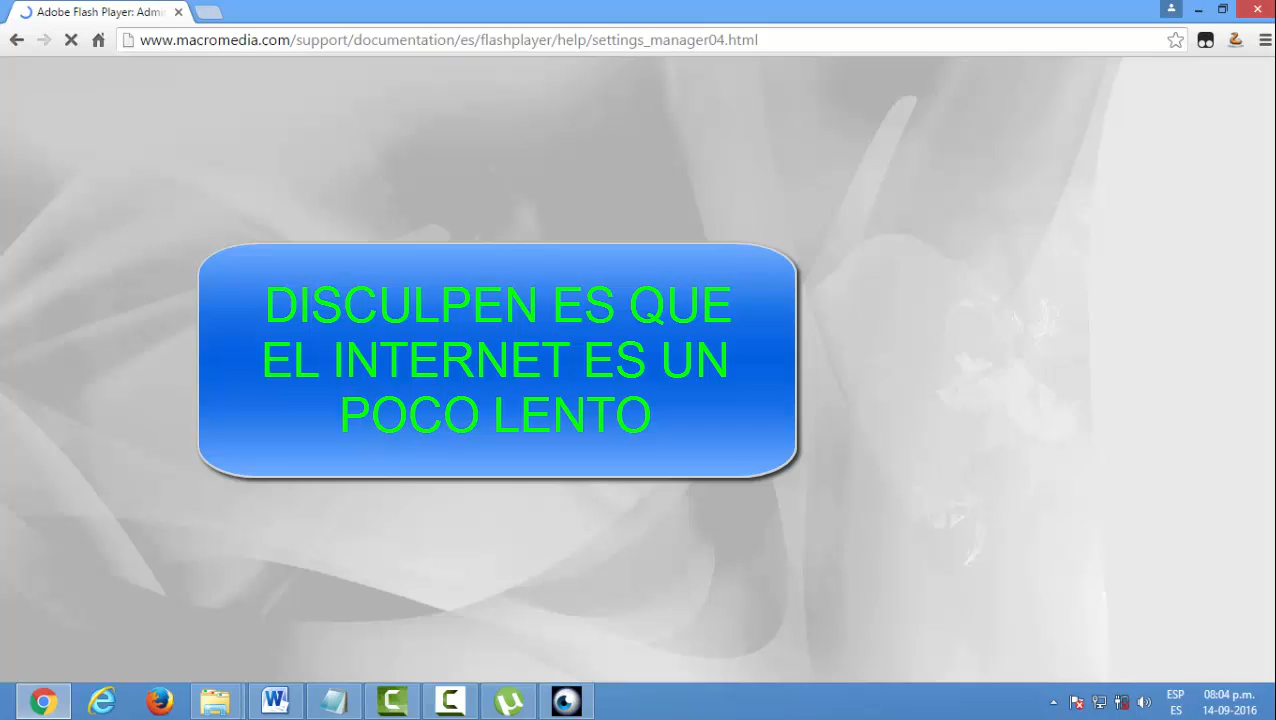 Adobe Flash Player: Admi
www.macromedia.com/support/documentation/es/flashplayer/help/settings_manager04.html
DISCULPEN ES QUE
EL INTERNET ES UN
POCO LENTO
ESP
ES
08:04 p.m.
14-09-2016